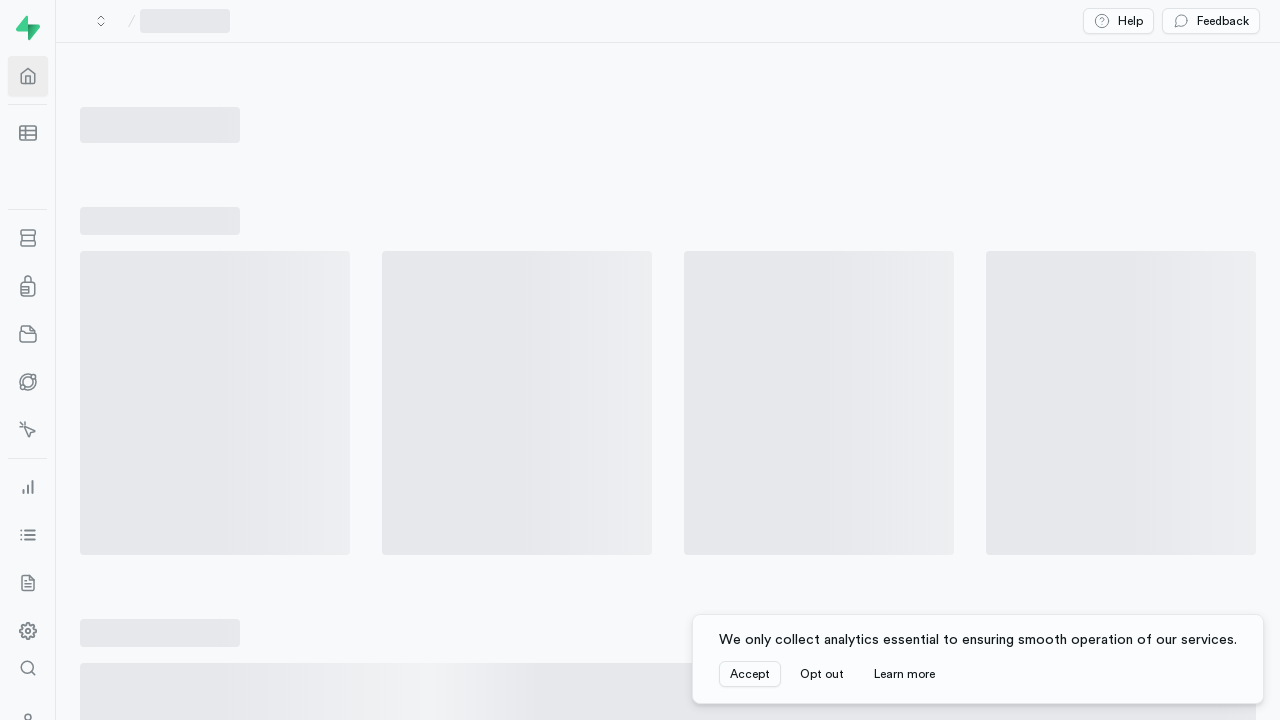 Help
Feedback
We only collect analytics essential to ensuring smooth operation of our services.
Accept
Opt out
Learn more